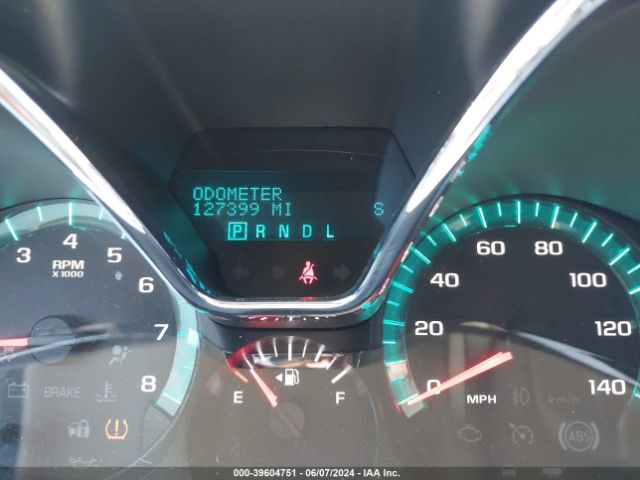 ODOMETER
127399 MI S
P R N D L
3 4 5 6 7 8
RPM
X 1000
BRAKE
E F
0 20 40 60 80 100 120 140
MPH
km/h
ABS
000-39604751 - 06/07/2024 - IAA Inc.